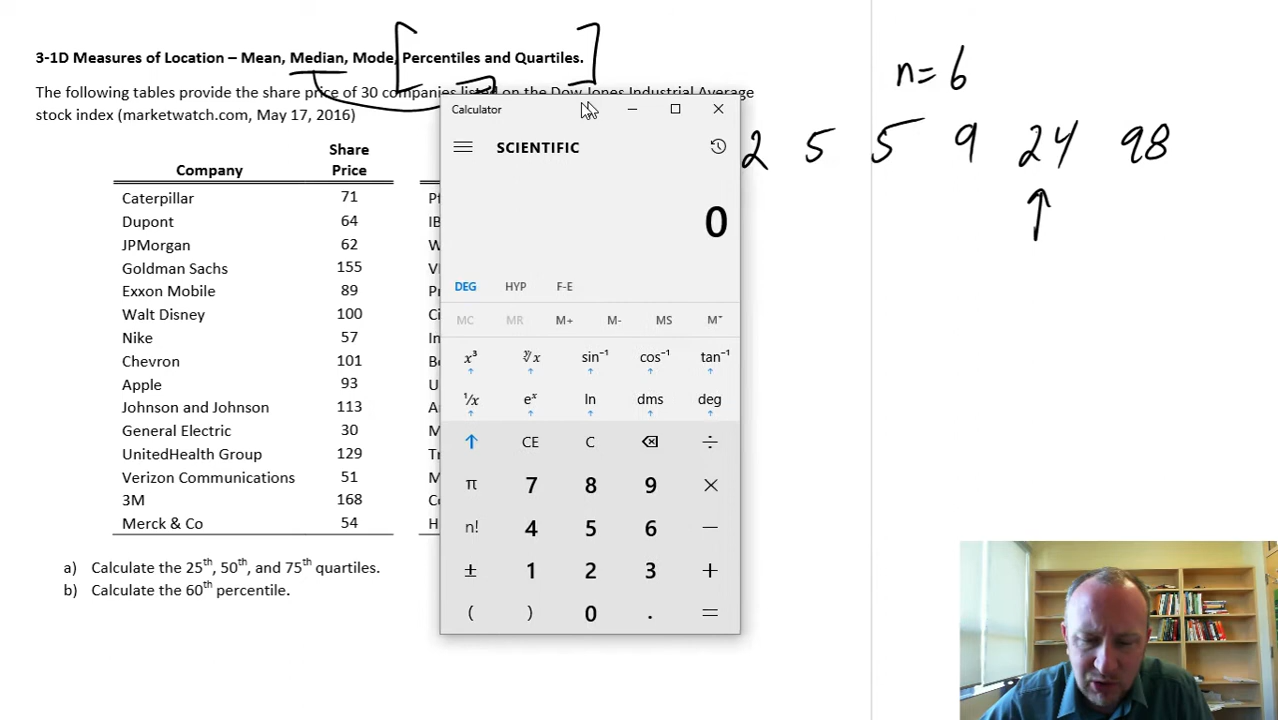 3-1D Measures of Location – Mean, Median, Mode, Percentiles and Quartiles.
The following tables provide the share price of 30 companies listed on the Dow Jones Industrial Average
stock index (marketwatch.com, May 17, 2016)
n= 6
2 5 5 9 24 98
Company Share Price
Caterpillar 71
Dupont 64
JPMorgan 62
Goldman Sachs 155
Exxon Mobile 89
Walt Disney 100
Nike 57
Chevron 101
Apple 93
Johnson and Johnson 113
General Electric 30
UnitedHealth Group 129
Verizon Communications 51
3M 168
Merck & Co 54
a) Calculate the 25th, 50th, and 75th quartiles.
b) Calculate the 60th percentile.
Calculator
SCIENTIFIC
0
DEG HYP F-E
MC MR M+ M- MS M˅
x³ ʸ√x sin⁻¹ cos⁻¹ tan⁻¹
¹/x eˣ ln dms deg
↑ CE C ÷
π 7 8 9 ×
n! 4 5 6 −
± 1 2 3 +
( ) 0 . =